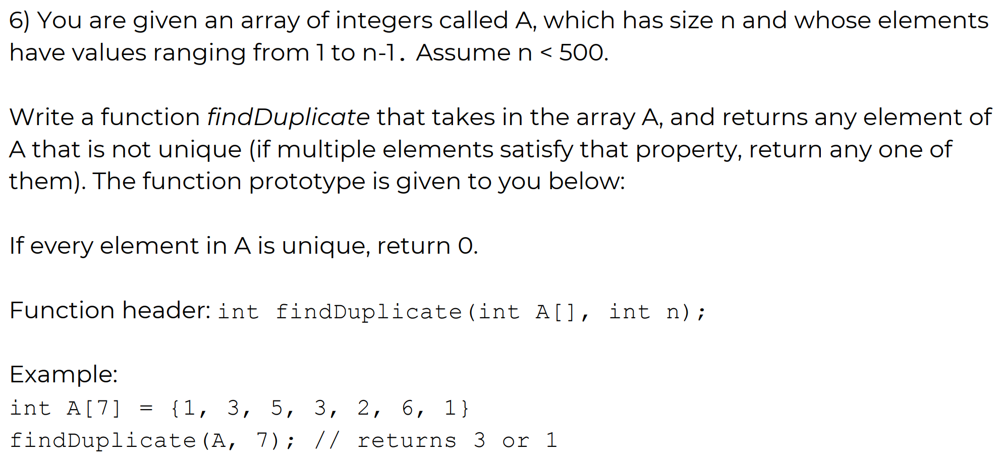 6) You are given an array of integers called A, which has size n and whose elements
have values ranging from 1 to n-1. Assume n < 500.
Write a function findDuplicate that takes in the array A, and returns any element of
A that is not unique (if multiple elements satisfy that property, return any one of
them). The function prototype is given to you below:
If every element in A is unique, return 0.
Function header: int findDuplicate(int A[], int n);
Example:
int A[7] = {1, 3, 5, 3, 2, 6, 1}
findDuplicate(A, 7); // returns 3 or 1